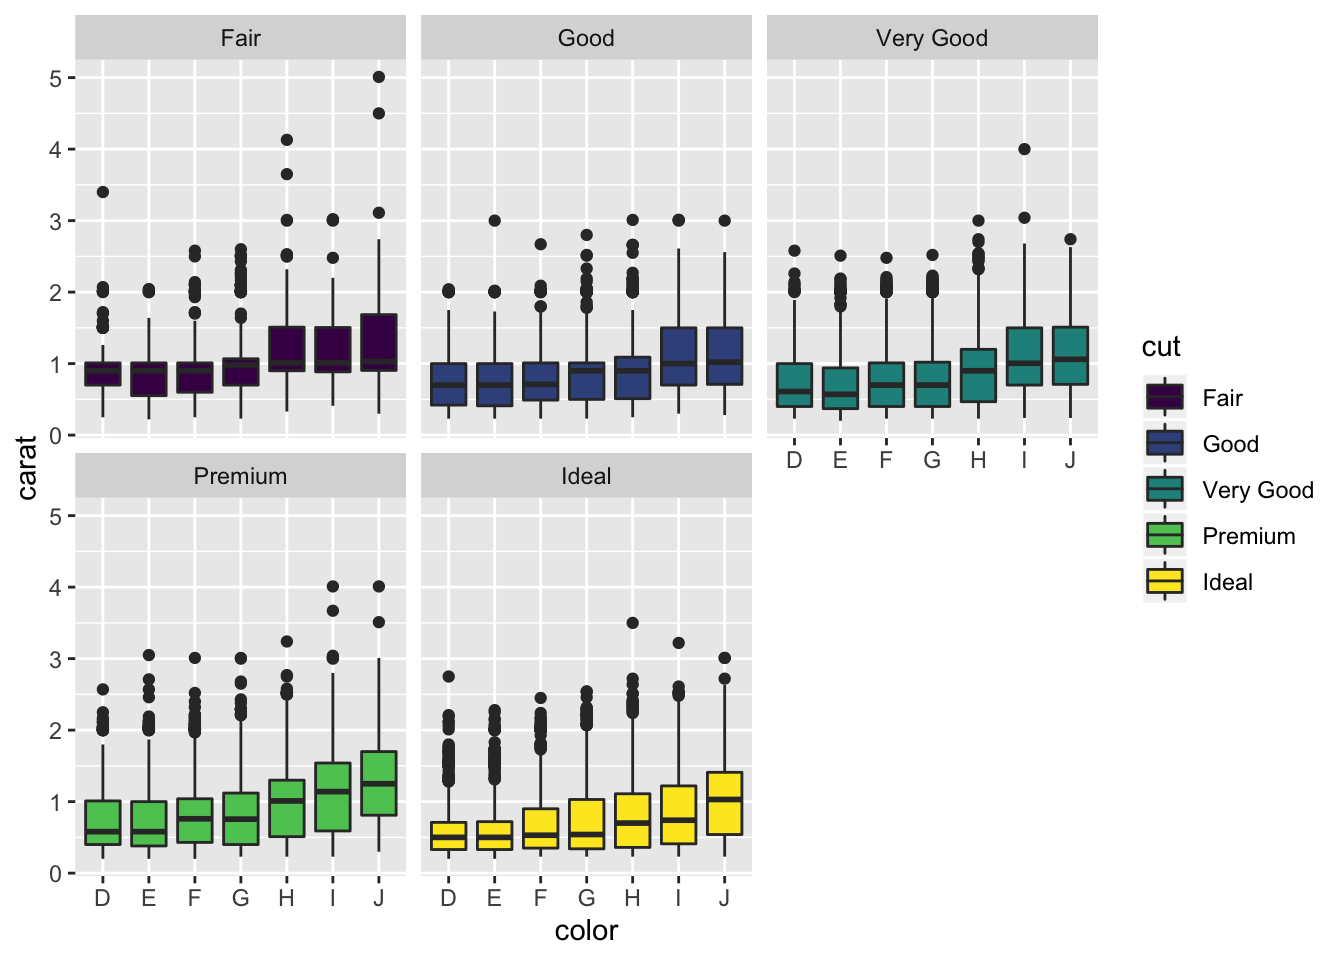 Fair
Good
Very Good
5
4
3
2
1
0
D E F G H I J
carat
Premium
Ideal
5
4
3
2
1
0
D E F G H I J
D E F G H I J
color
cut
Fair
Good
Very Good
Premium
Ideal